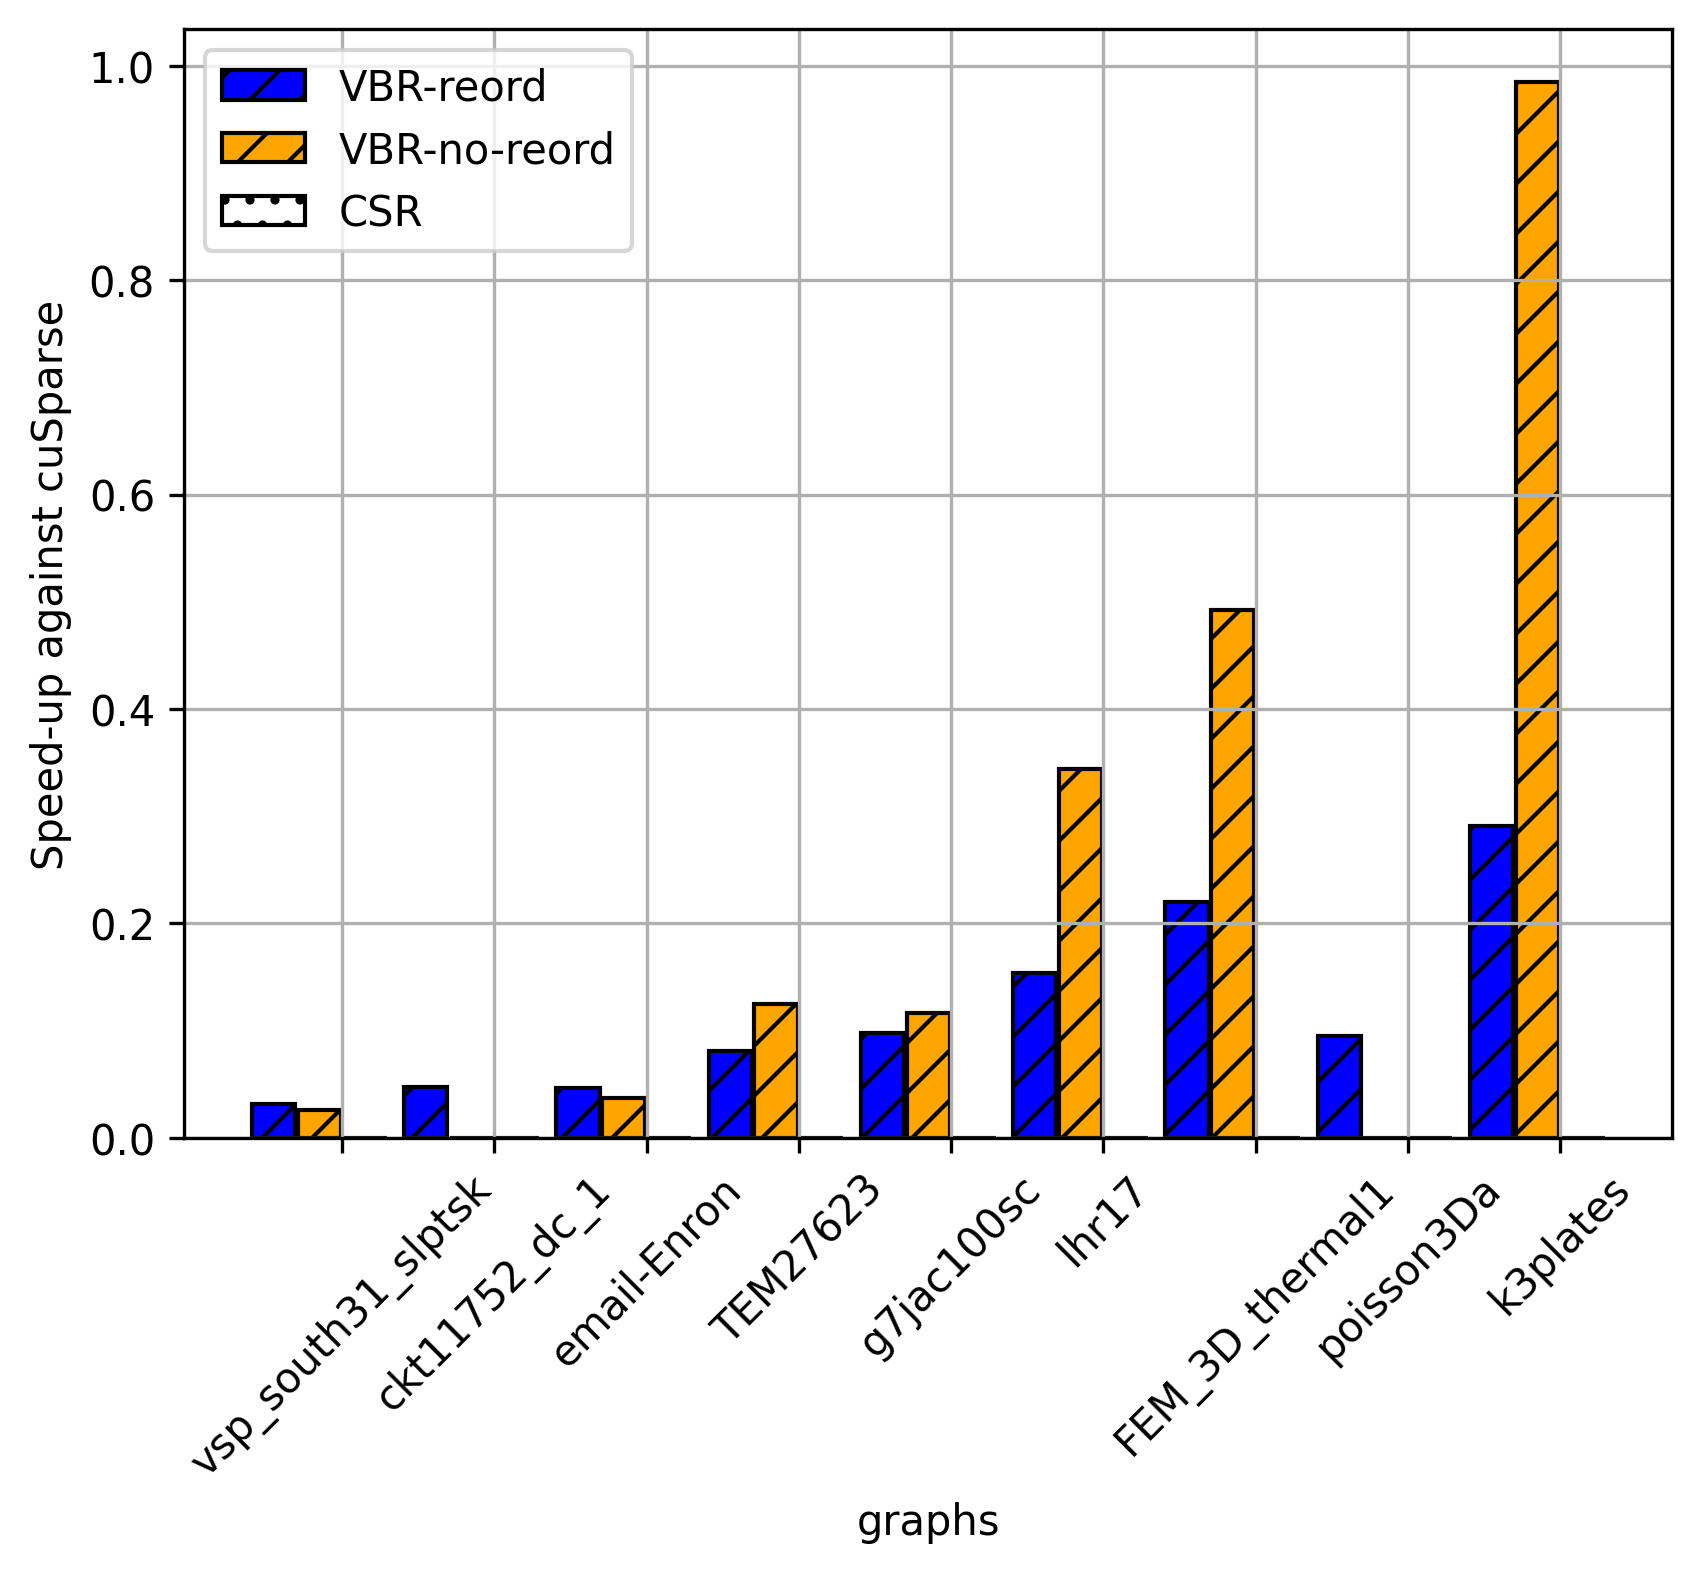 VBR-reord
VBR-no-reord
CSR
Speed-up against cuSparse
1.0
0.8
0.6
0.4
0.2
0.0
vsp_south31_slptsk
ckt11752_dc_1
email-Enron
TEM27623
g7jac100sc
lhr17
FEM_3D_thermal1
poisson3Da
k3plates
graphs